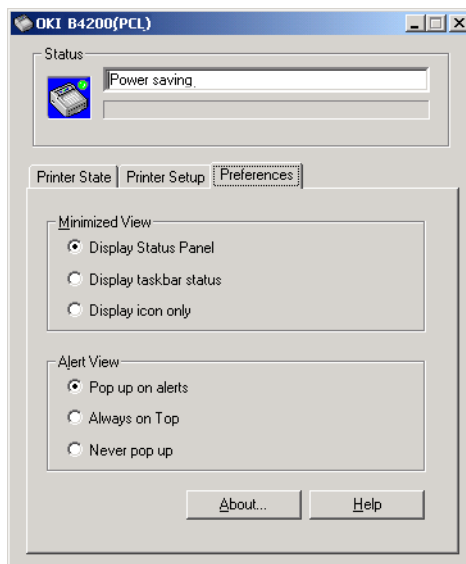 OKI B4200(PCL)
Status
Power saving.
Printer State Printer Setup Preferences
Minimized View
Display Status Panel
Display taskbar status
Display icon only
Alert View
Pop up on alerts
Always on Top
Never pop up
About... Help